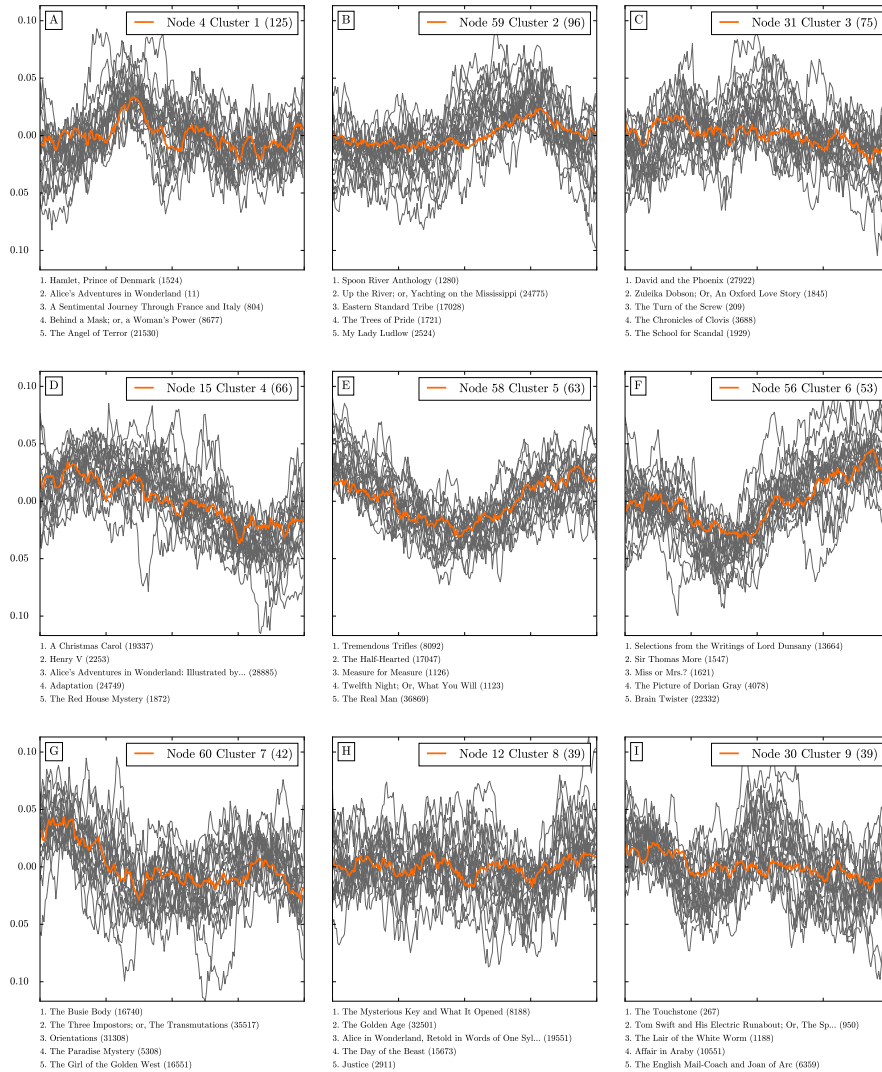 0.10
0.05
0.00
0.05
0.10
A
Node 4 Cluster 1 (125)
B
Node 59 Cluster 2 (96)
C
Node 31 Cluster 3 (75)
1. Hamlet, Prince of Denmark (1524)
2. Alice's Adventures in Wonderland (11)
3. A Sentimental Journey Through France and Italy (804)
4. Behind a Mask; or, a Woman's Power (8677)
5. The Angel of Terror (21530)
1. Spoon River Anthology (1280)
2. Up the River; or, Yachting on the Mississippi (24775)
3. Eastern Standard Tribe (17028)
4. The Trees of Pride (1721)
5. My Lady Ludlow (2524)
1. David and the Phoenix (27922)
2. Zuleika Dobson; Or, An Oxford Love Story (1845)
3. The Turn of the Screw (209)
4. The Chronicles of Clovis (3688)
5. The School for Scandal (1929)
0.10
0.05
0.00
0.05
0.10
D
Node 15 Cluster 4 (66)
E
Node 58 Cluster 5 (63)
F
Node 56 Cluster 6 (53)
1. A Christmas Carol (19337)
2. Henry V (2253)
3. Alice's Adventures in Wonderland: Illustrated by... (28885)
4. Adaptation (24749)
5. The Red House Mystery (1872)
1. Tremendous Trifles (8092)
2. The Half-Hearted (17047)
3. Measure for Measure (1126)
4. Twelfth Night; Or, What You Will (1123)
5. The Real Man (36869)
1. Selections from the Writings of Lord Dunsany (13664)
2. Sir Thomas More (1547)
3. Miss or Mrs.? (1621)
4. The Picture of Dorian Gray (4078)
5. Brain Twister (22332)
0.10
0.05
0.00
0.05
0.10
G
Node 60 Cluster 7 (42)
H
Node 12 Cluster 8 (39)
I
Node 30 Cluster 9 (39)
1. The Busie Body (16740)
2. The Three Impostors; or, The Transmutations (35517)
3. Orientations (31308)
4. The Paradise Mystery (5308)
5. The Girl of the Golden West (16551)
1. The Mysterious Key and What It Opened (8188)
2. The Golden Age (32501)
3. Alice in Wonderland, Retold in Words of One Syl... (19551)
4. The Day of the Beast (15673)
5. Justice (2911)
1. The Touchstone (267)
2. Tom Swift and His Electric Runabout; Or, The Sp... (950)
3. The Lair of the White Worm (1188)
4. Affair in Araby (10551)
5. The English Mail-Coach and Joan of Arc (6359)